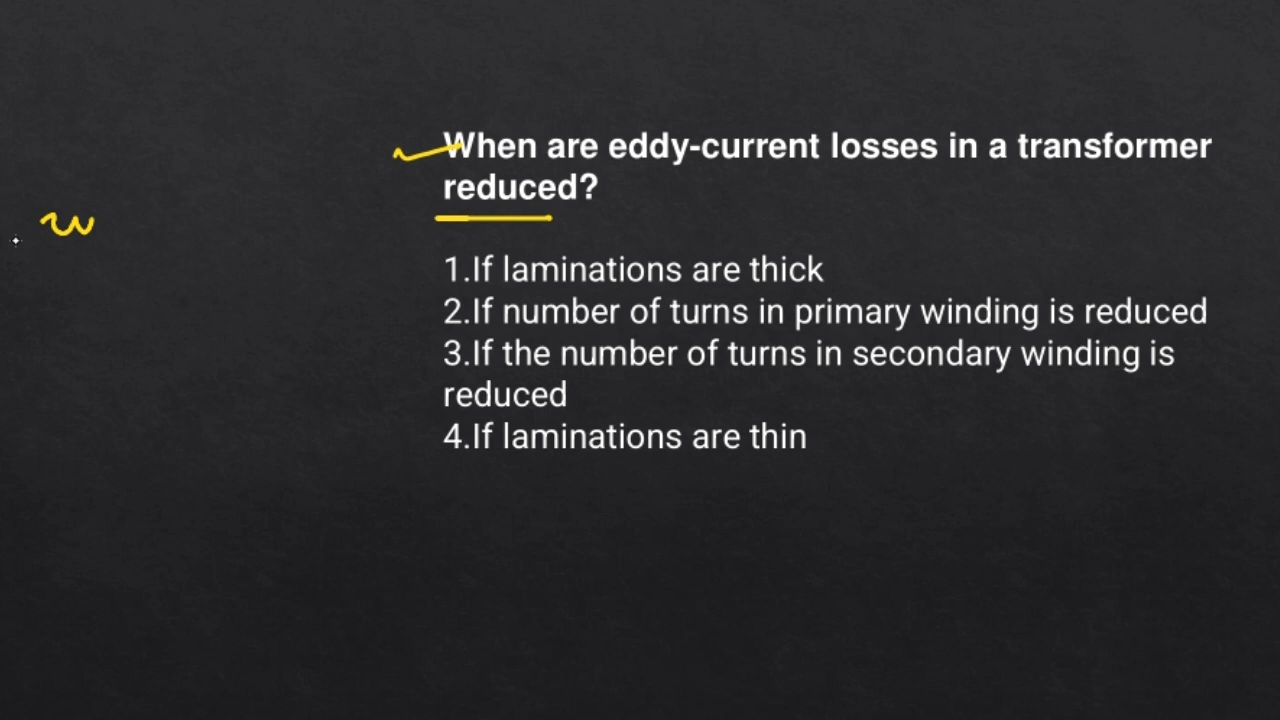 When are eddy-current losses in a transformer
reduced?
1.If laminations are thick
2.If number of turns in primary winding is reduced
3.If the number of turns in secondary winding is
reduced
4.If laminations are thin